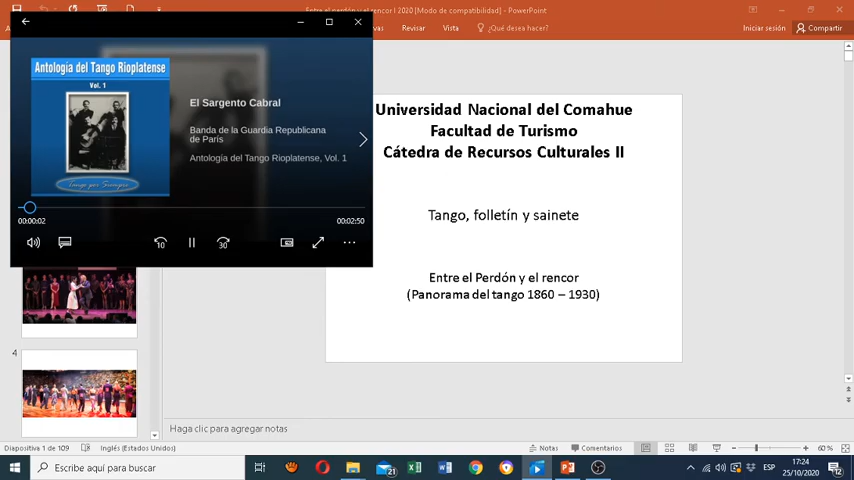 Entre el perdón y el rencor I 2020 [Modo de compatibilidad] - PowerPoint
Revisar
Vista
¿Qué desea hacer?
Iniciar sesión
Compartir
Antología del Tango Rioplatense
Vol. 1
Tango por Siempre
El Sargento Cabral
Banda de la Guardia Republicana
de París
Antología del Tango Rioplatense, Vol. 1
00:00:02
00:02:50
10
30
Universidad Nacional del Comahue
Facultad de Turismo
Cátedra de Recursos Culturales II
Tango, folletín y sainete
Entre el Perdón y el rencor
(Panorama del tango 1860 – 1930)
4
Haga clic para agregar notas
Diapositiva 1 de 109
Inglés (Estados Unidos)
Notas
Comentarios
60 %
Escribe aquí para buscar
21
ESP
17:24
25/10/2020
12